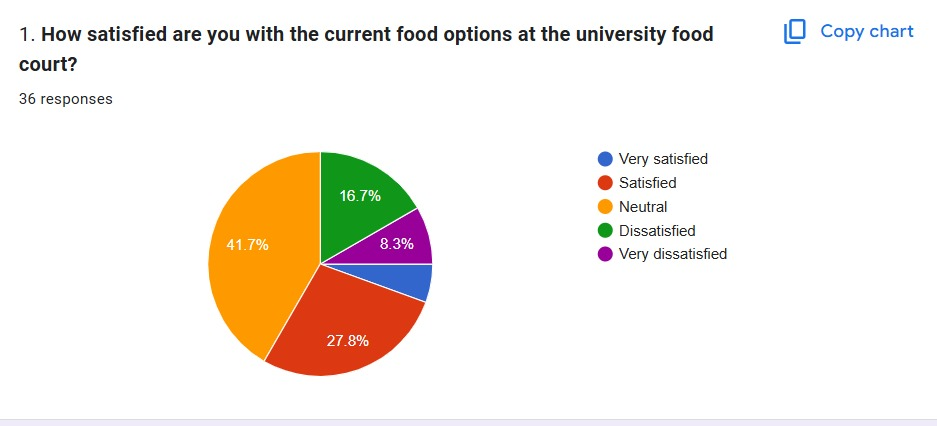 1. How satisfied are you with the current food options at the university food
court?
Copy chart
36 responses
16.7%
41.7%
8.3%
27.8%
Very satisfied
Satisfied
Neutral
Dissatisfied
Very dissatisfied